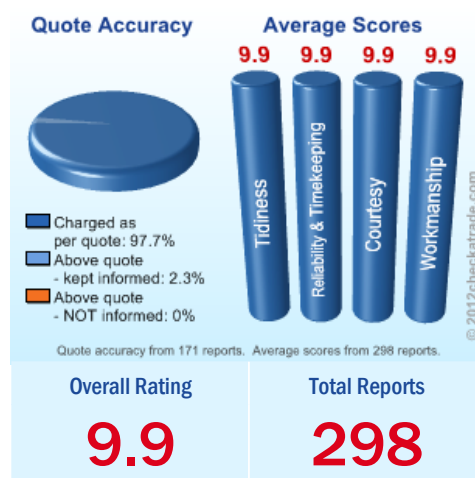 Quote Accuracy
Average Scores
9.9 9.9 9.9 9.9
Tidiness
Reliability & Timekeeping
Courtesy
Workmanship
Charged as
per quote: 97.7%
Above quote
- kept informed: 2.3%
Above quote
- NOT informed: 0%
© 2012checkatrade.com
Quote accuracy from 171 reports. Average scores from 298 reports.
Overall Rating
9.9
Total Reports
298